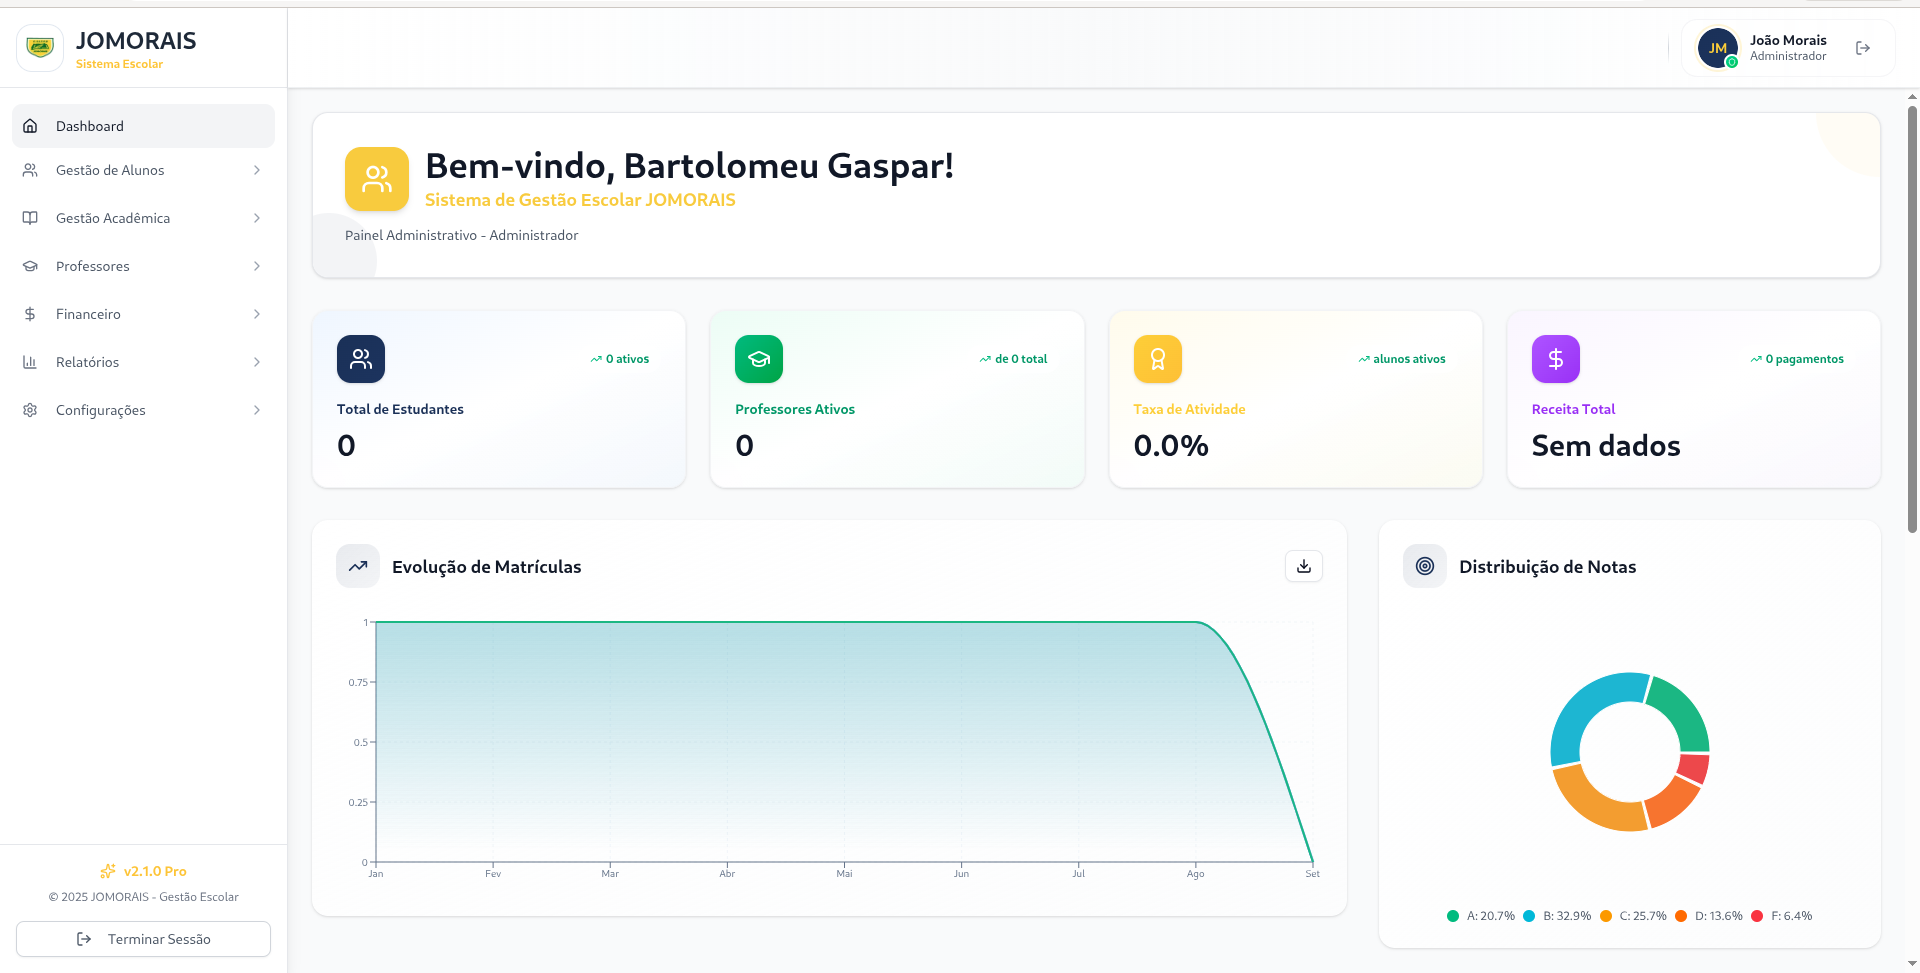 JOMORAIS
Sistema Escolar
JM
João Morais
Administrador
Dashboard
Gestão de Alunos
Gestão Acadêmica
Professores
Financeiro
Relatórios
Configurações
v2.1.0 Pro
© 2025 JOMORAIS - Gestão Escolar
Terminar Sessão
Bem-vindo, Bartolomeu Gaspar!
Sistema de Gestão Escolar JOMORAIS
Painel Administrativo - Administrador
0 ativos
Total de Estudantes
0
de 0 total
Professores Ativos
0
alunos ativos
Taxa de Atividade
0.0%
0 pagamentos
Receita Total
Sem dados
Evolução de Matrículas
1
0.75
0.5
0.25
0
Jan Fev Mar Abr Mai Jun Jul Ago Set
Distribuição de Notas
A: 20.7% B: 32.9% C: 25.7% D: 13.6% F: 6.4%